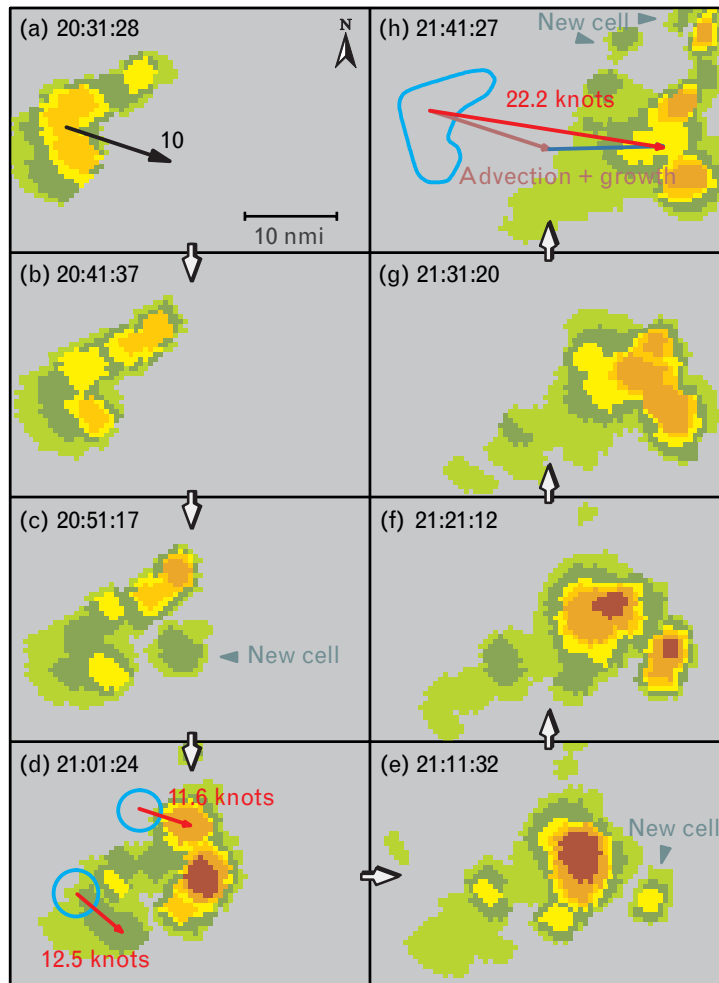 (a) 20:31:28
N
10
10 nmi
(b) 20:41:37
(c) 20:51:17
New cell
(d) 21:01:24
11.6 knots
12.5 knots
(e) 21:11:32
New cell
(f) 21:21:12
(g) 21:31:20
(h) 21:41:27
New cell
22.2 knots
Advection + growth